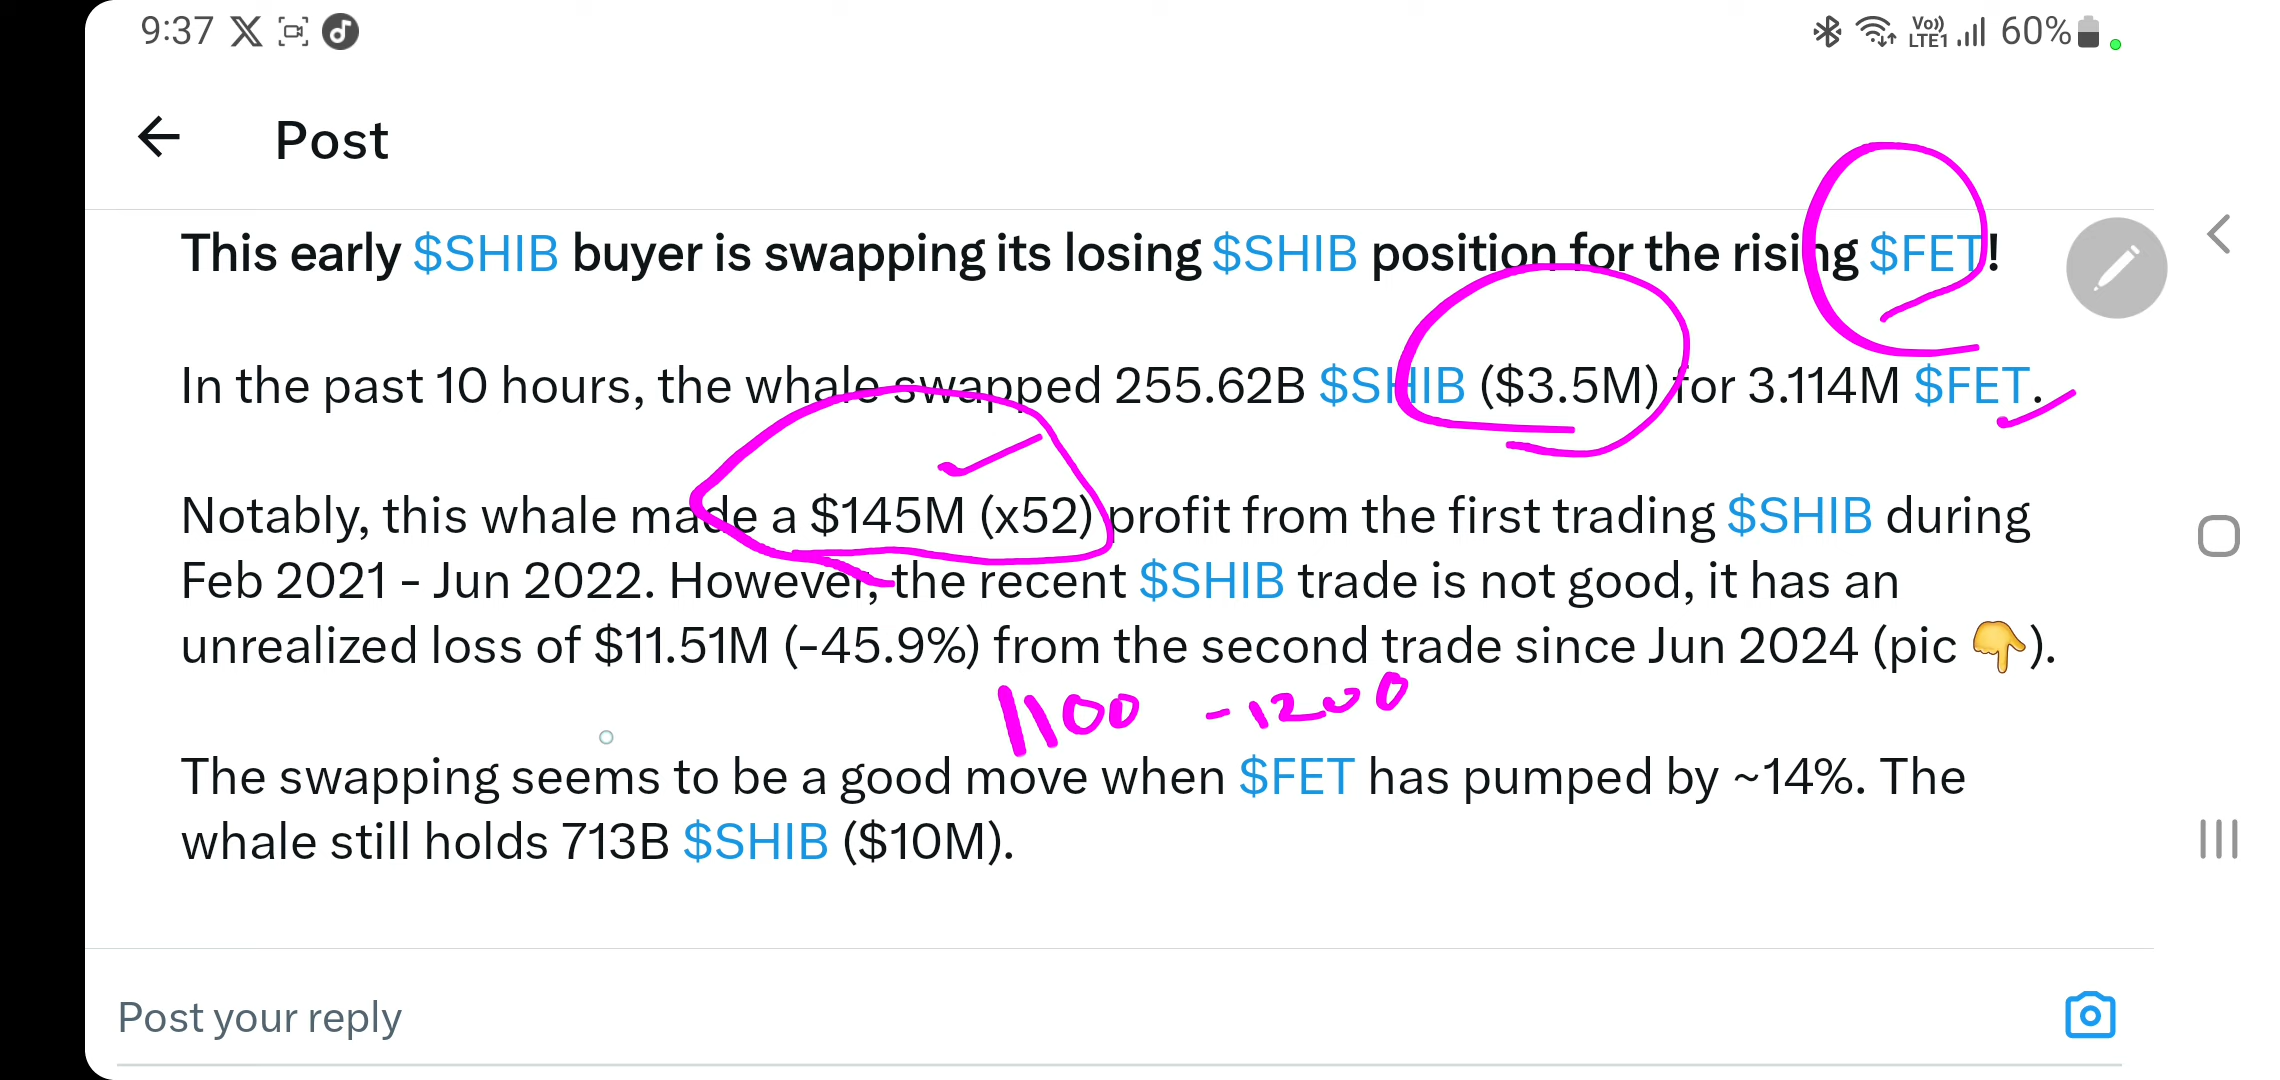 9:37 60%
Vo)) LTE1
Post
This early $SHIB buyer is swapping its losing $SHIB position for the rising $FET!
In the past 10 hours, the whale swapped 255.62B $SHIB ($3.5M) for 3.114M $FET.
Notably, this whale made a $145M (x52) profit from the first trading $SHIB during
Feb 2021 - Jun 2022. However, the recent $SHIB trade is not good, it has an
unrealized loss of $11.51M (-45.9%) from the second trade since Jun 2024 (pic 👇).
1100 - 1200
The swapping seems to be a good move when $FET has pumped by ~14%. The
whale still holds 713B $SHIB ($10M).
Post your reply